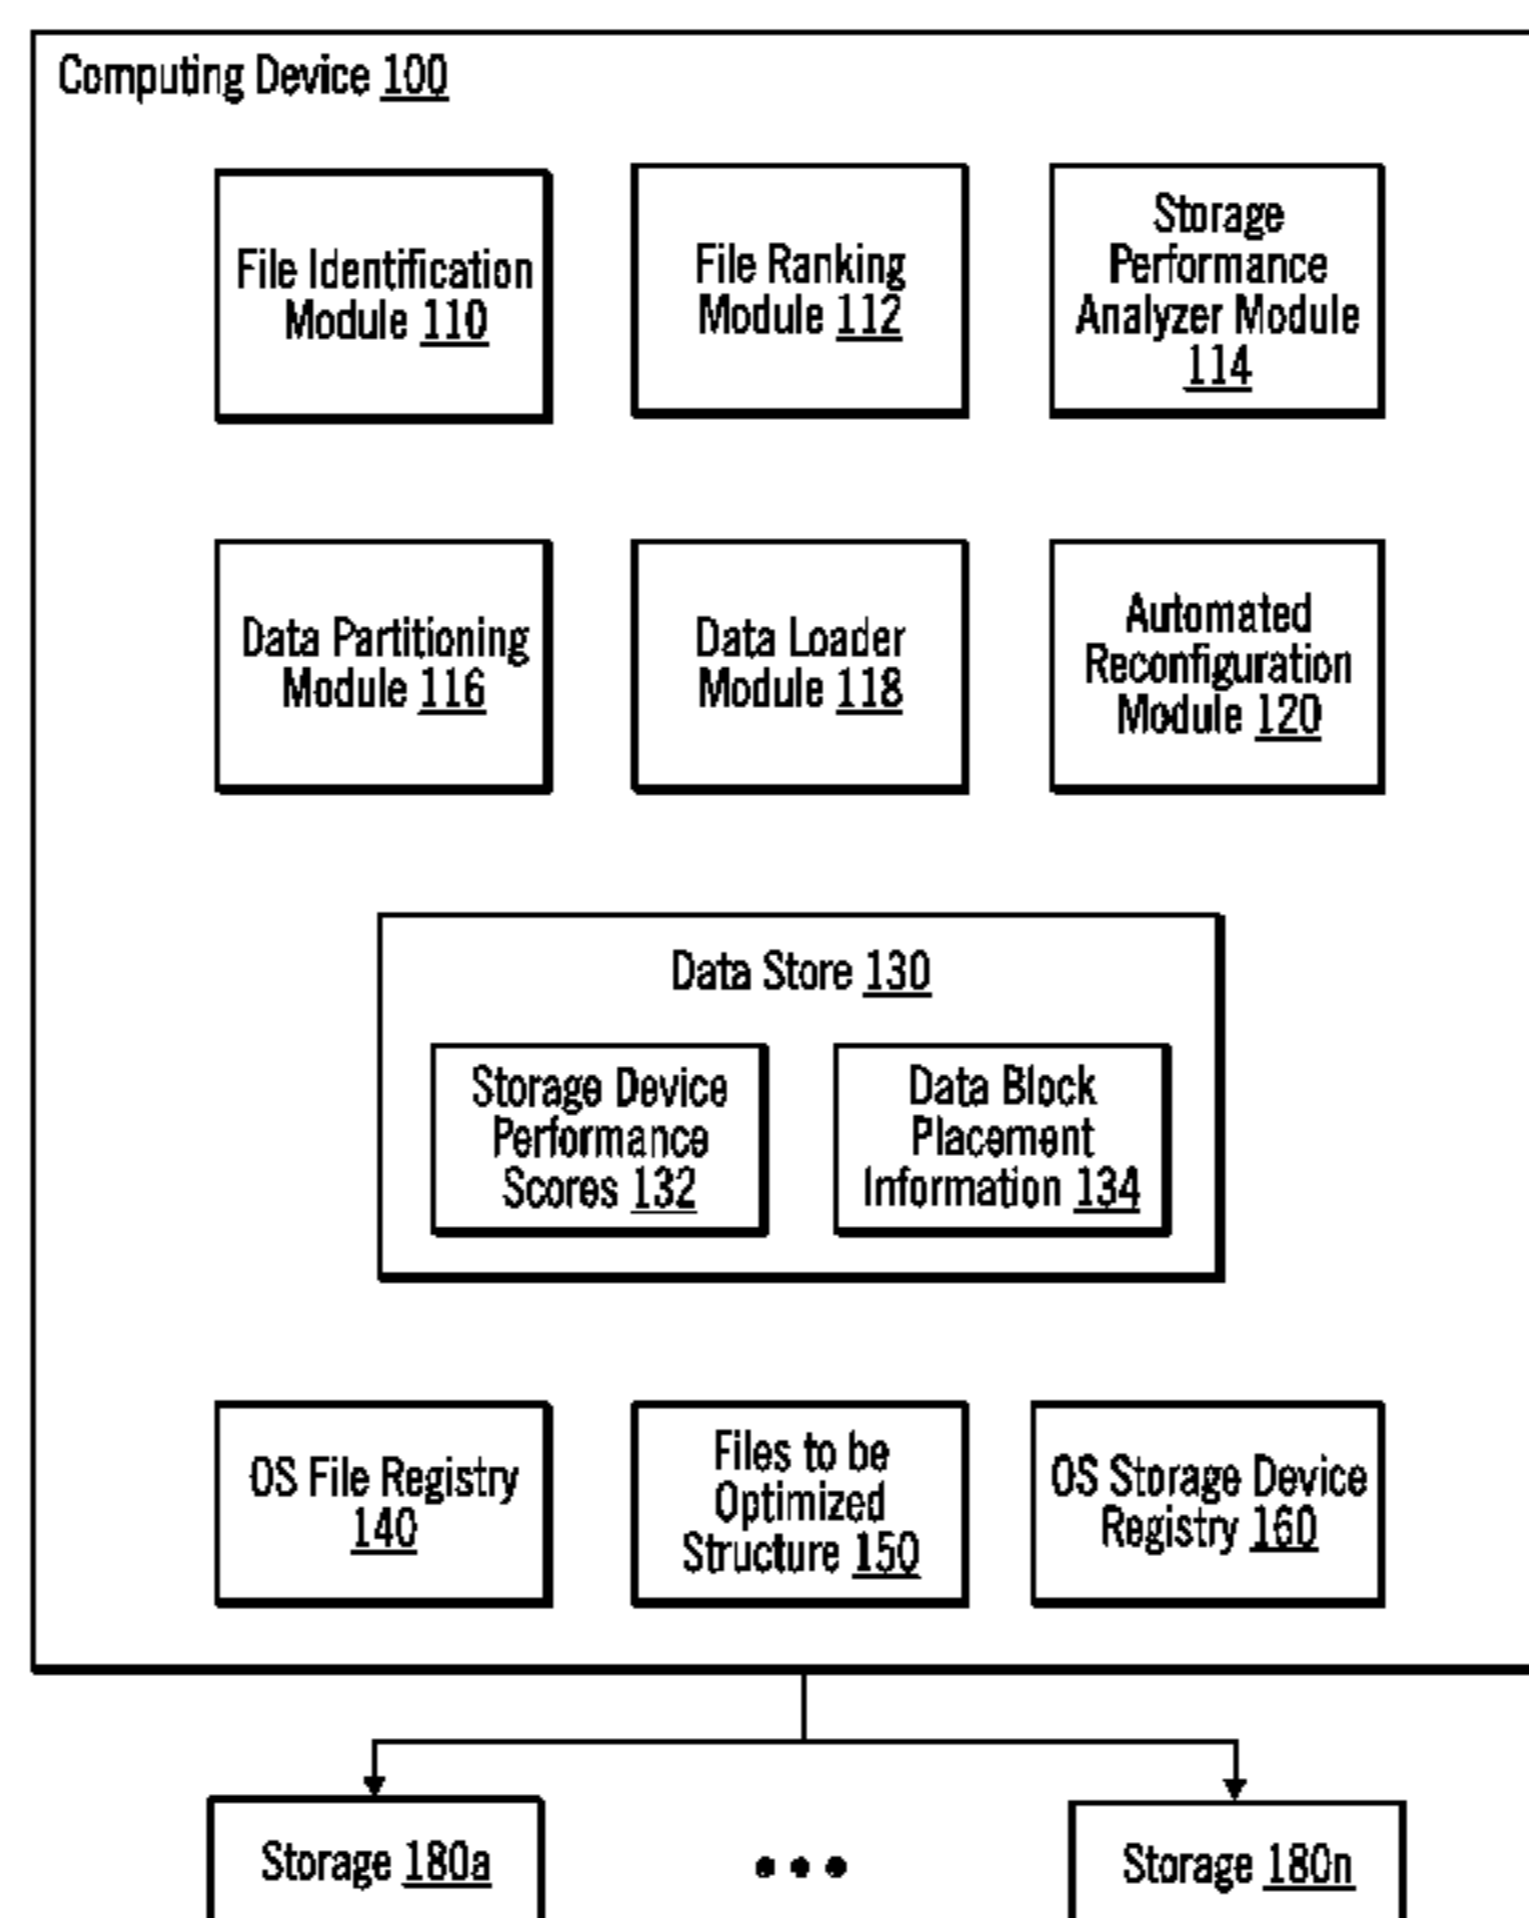 Computing Device 100
File Identification
Module 110
File Ranking
Module 112
Storage
Performance
Analyzer Module
114
Data Partitioning
Module 116
Data Loader
Module 118
Automated
Reconfiguration
Module 120
Data Store 130
Storage Device
Performance
Scores 132
Data Block
Placement
Information 134
OS File Registry
140
Files to be
Optimized
Structure 150
OS Storage Device
Registry 160
Storage 180a
Storage 180n